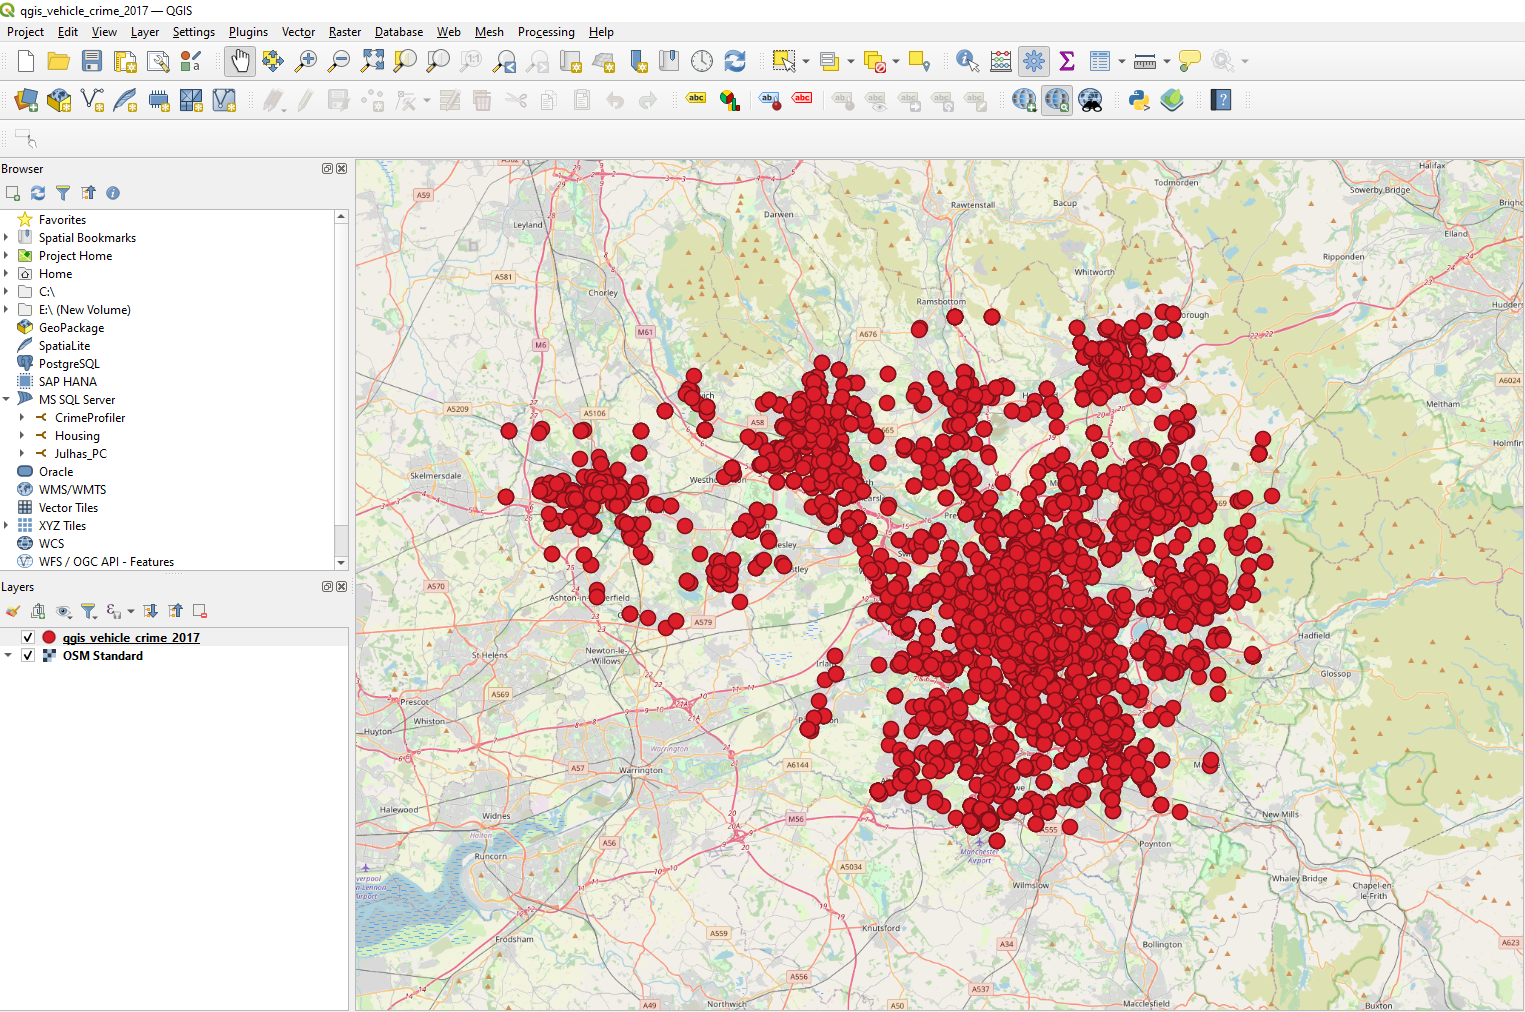 qgis_vehicle_crime_2017 — QGIS
Project Edit View Layer Settings Plugins Vector Raster Database Web Mesh Processing Help
Browser
Favorites
Spatial Bookmarks
Project Home
Home
C:\
E:\ (New Volume)
GeoPackage
SpatiaLite
PostgreSQL
SAP HANA
MS SQL Server
CrimeProfiler
Housing
Julhas_PC
Oracle
WMS/WMTS
Vector Tiles
XYZ Tiles
WCS
WFS / OGC API - Features
Layers
qgis_vehicle_crime_2017
OSM Standard
Halifax
Todmorden
Sowerby Bridge
A59
Leyland
Darwen
Rawtenstall
Bacup
Elland
Ripponden
A581
Whitworth
Chorley
Ramsbottom
M61
A676
M6
A6024
Meltham
A5209
A5106
A58
Skelmersdale
A570
A579
St Helens
Newton-le-
Willows
Hadfield
Glossop
A569
Prescot
Whiston
Huyton
Warrington
A57
Warrington
A6144
Halewood
Widnes
M56
A555
New Mills
A56
Runcorn
Manchester
Airport
Poynton
A5034
Wilmslow
Whaley Bridge
Chapel-en
le-Frith
Knutsford
Frodsham
A559
A34
Bollington
A623
A556
A537
A49
Northwich
A50
Macclesfield
Buxton